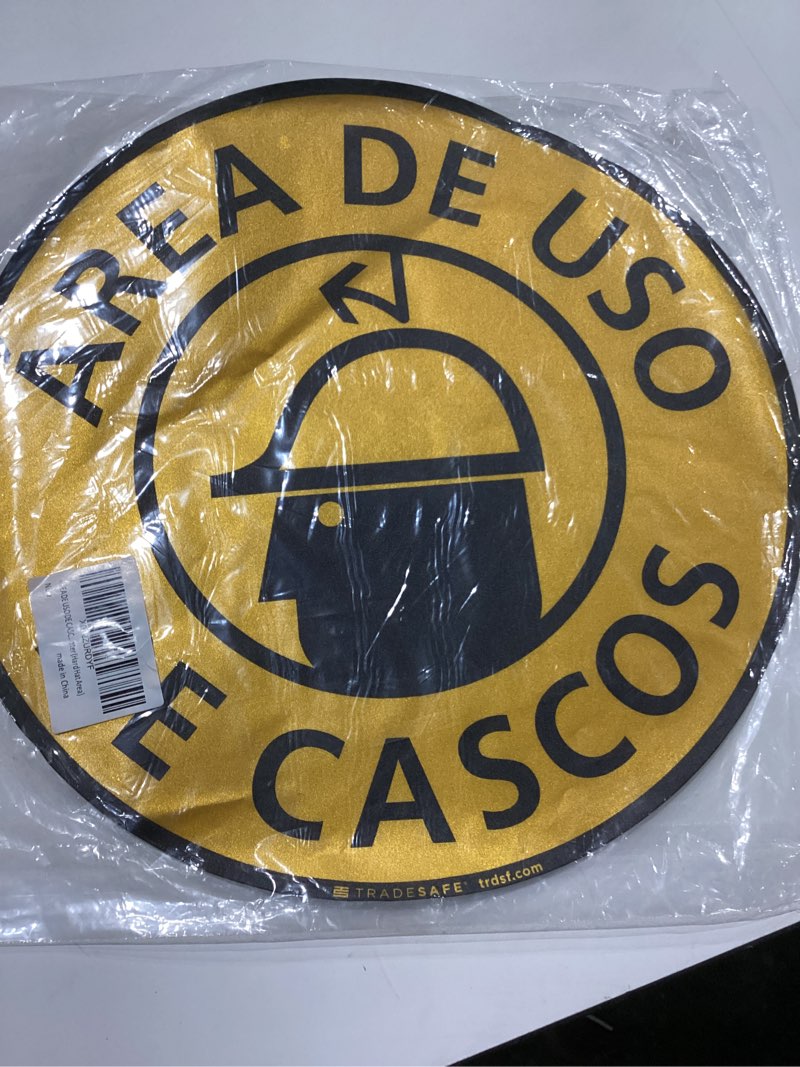 AREA DE USO
E CASCOS
TRADESAFE trdsf.com
made in China